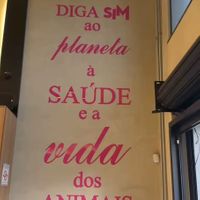 DIGA SIM
ao
planeta
à
SAÚDE
e a
vida
dos
ANIMAIS